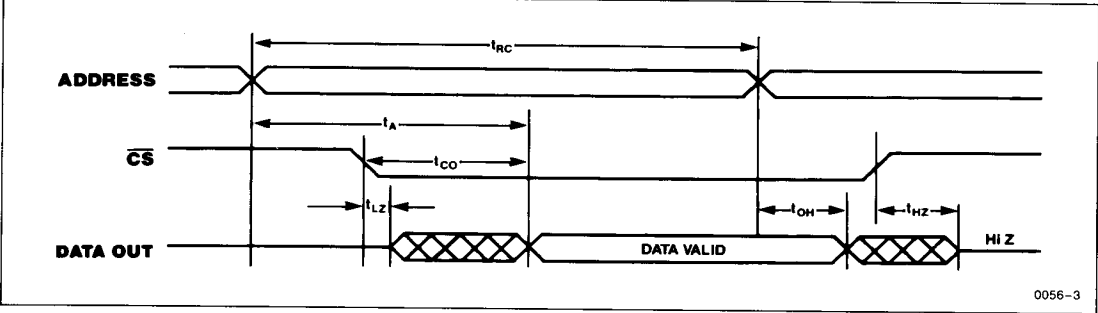 tRC
ADDRESS
tA
CS
tCO
tLZ
tOH
tHZ
DATA OUT
DATA VALID
Hi Z
0056-3